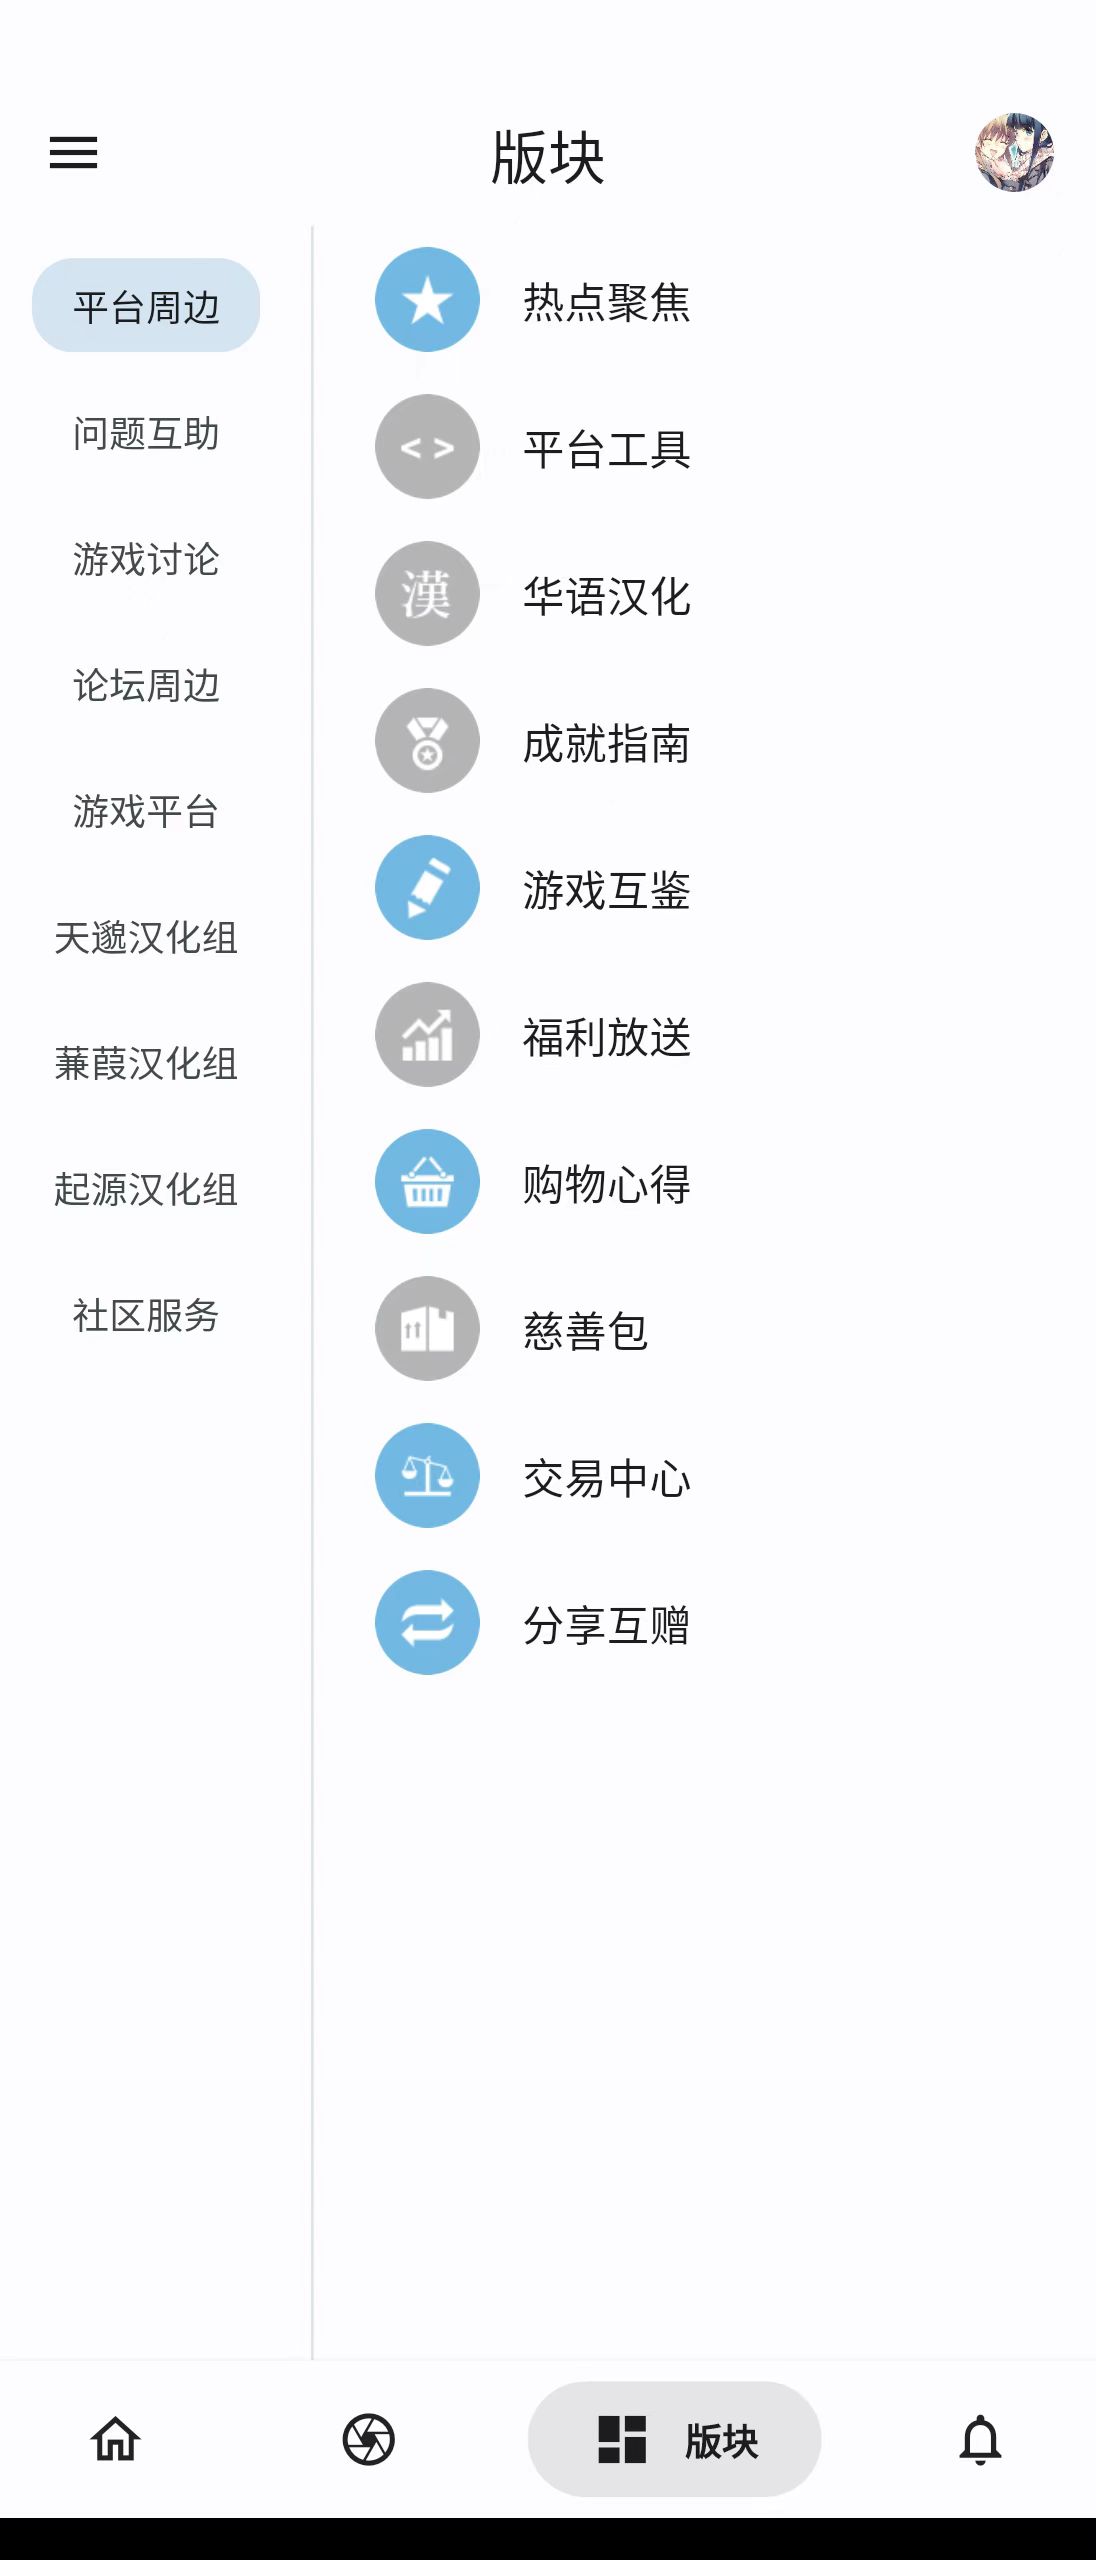 版块
平台周边
问题互助
游戏讨论
论坛周边
游戏平台
天邈汉化组
蒹葭汉化组
起源汉化组
社区服务
热点聚焦
平台工具
漢
华语汉化
成就指南
游戏互鉴
福利放送
购物心得
慈善包
交易中心
分享互赠
版块